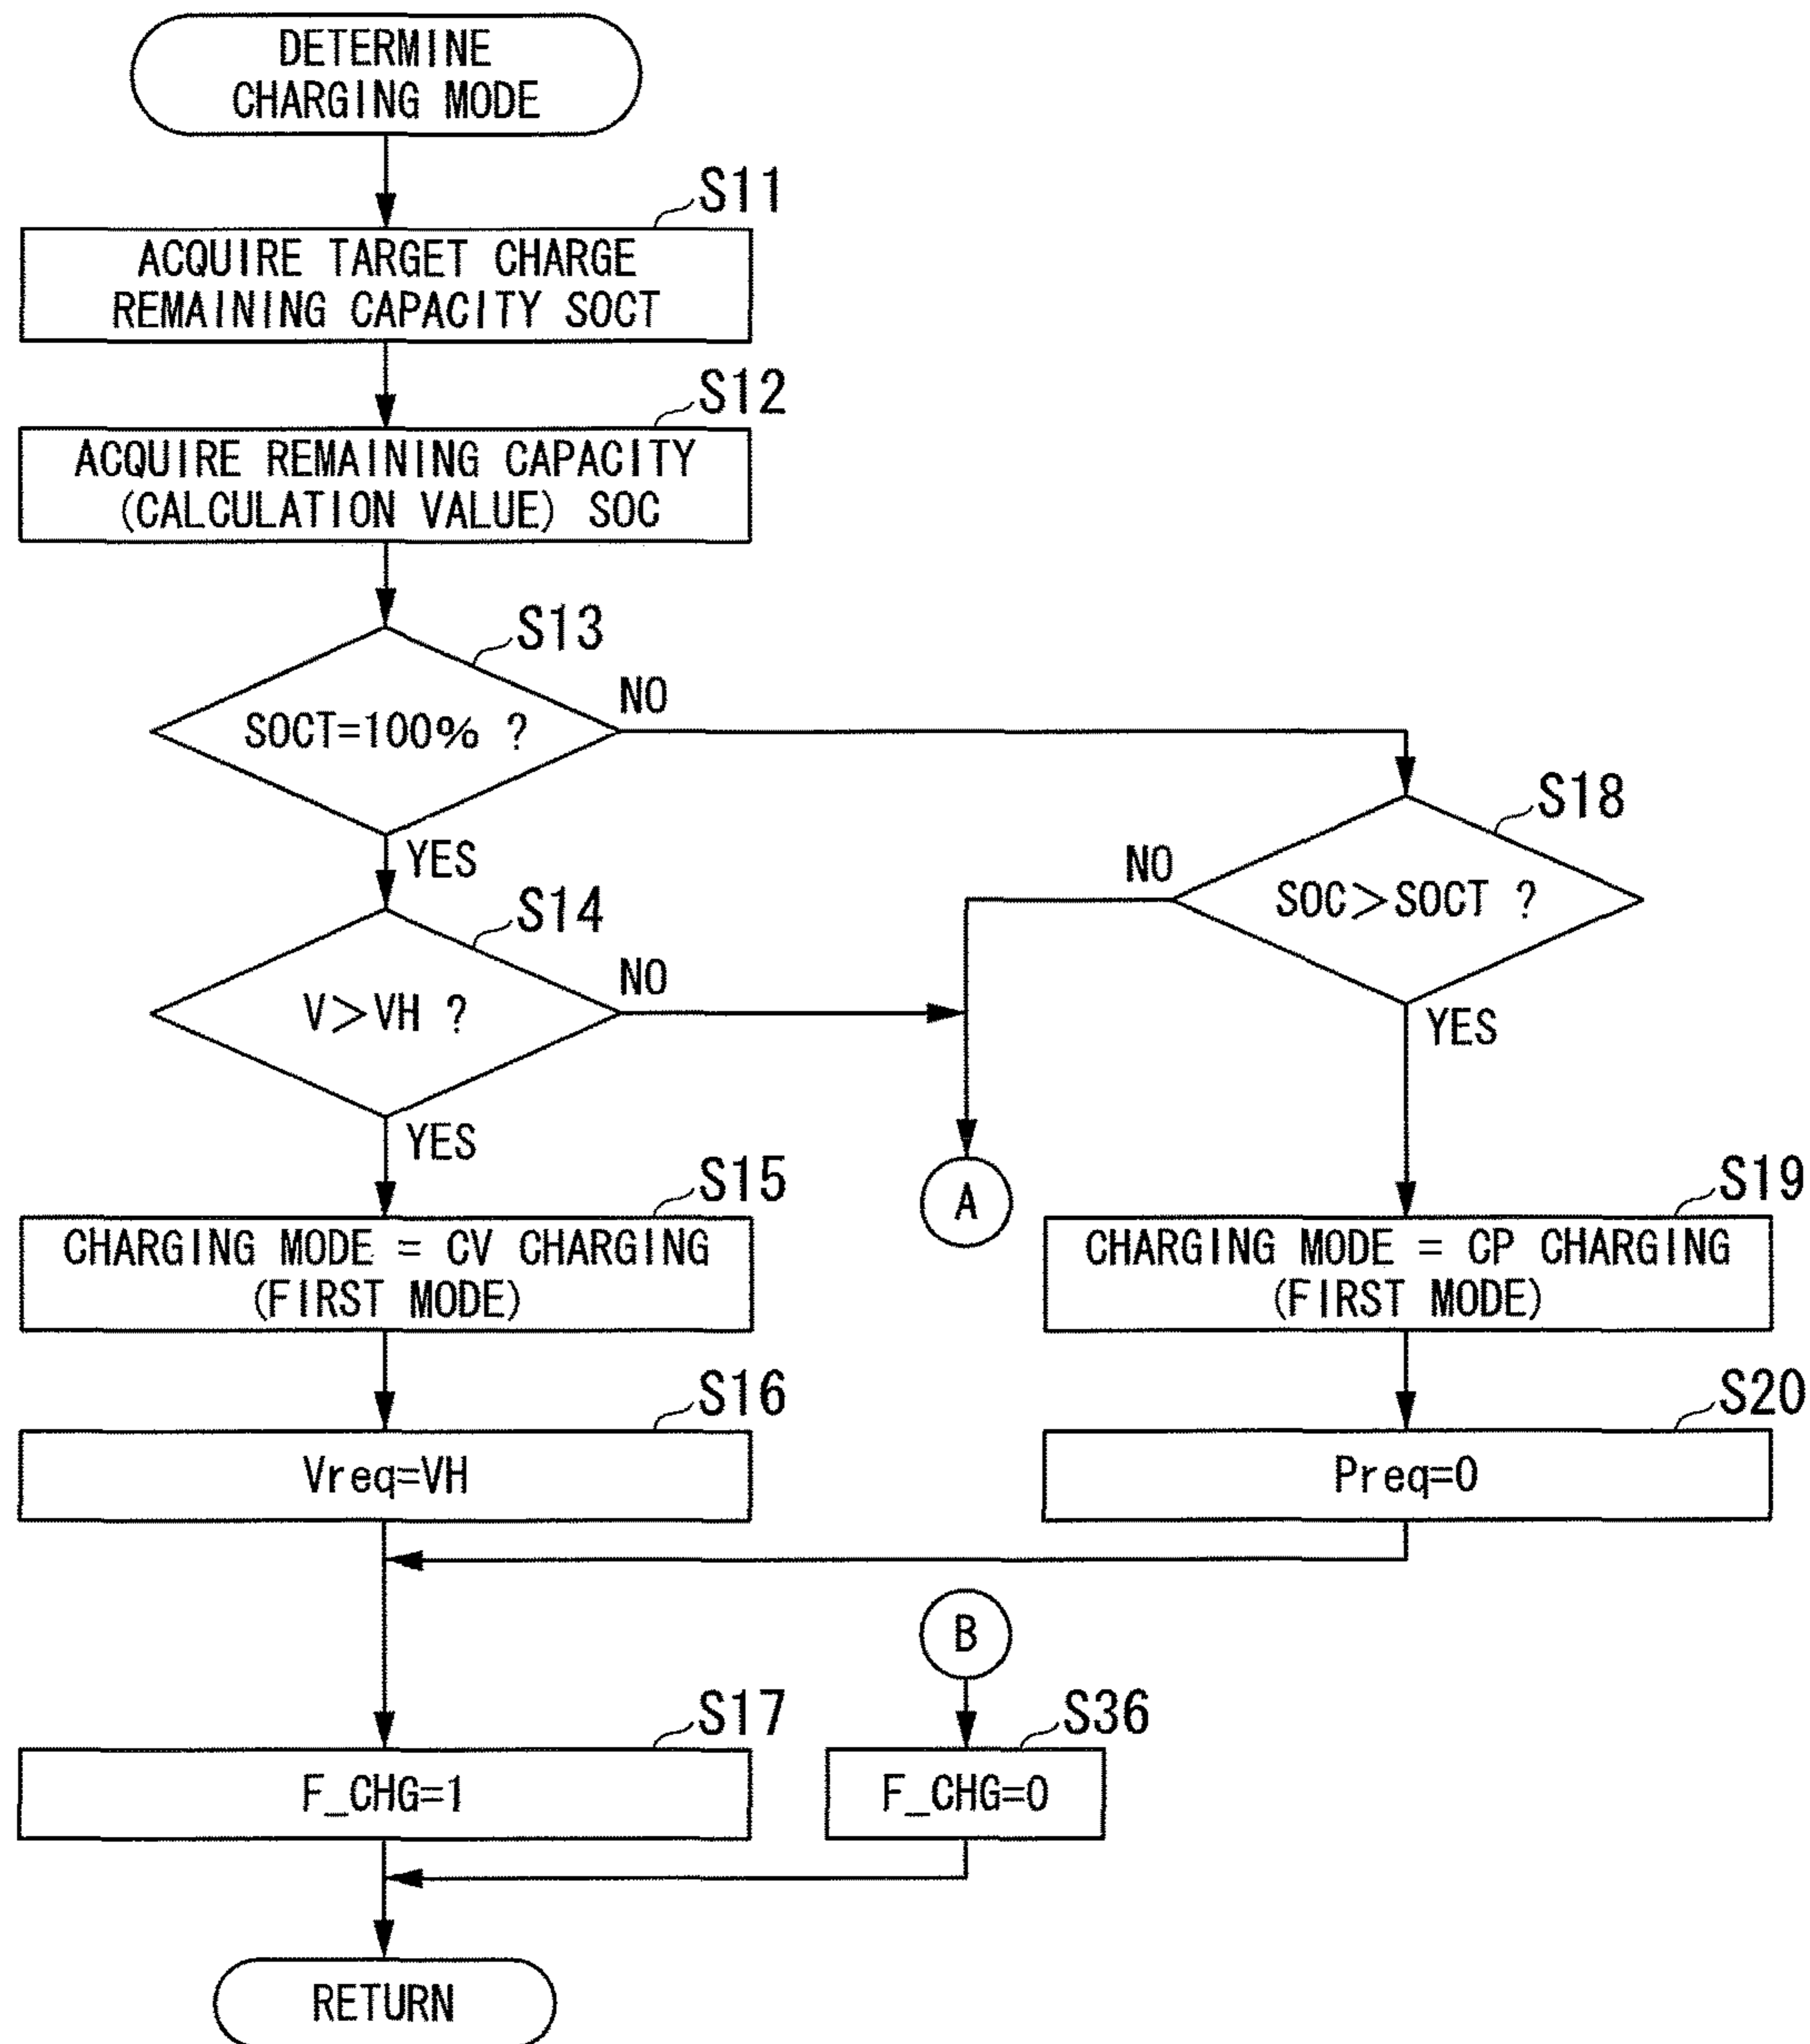 DETERMINE
CHARGING MODE
S11
ACQUIRE TARGET CHARGE
REMAINING CAPACITY SOCT
S12
ACQUIRE REMAINING CAPACITY
(CALCULATION VALUE) SOC
S13
SOCT=100% ?
NO
YES
S18
SOC>SOCT ?
NO
YES
S14
V>VH ?
NO
YES
A
S15
CHARGING MODE = CV CHARGING
(FIRST MODE)
S19
CHARGING MODE = CP CHARGING
(FIRST MODE)
S16
Vreq=VH
S20
Preq=0
B
S17
F_CHG=1
S36
F_CHG=0
RETURN